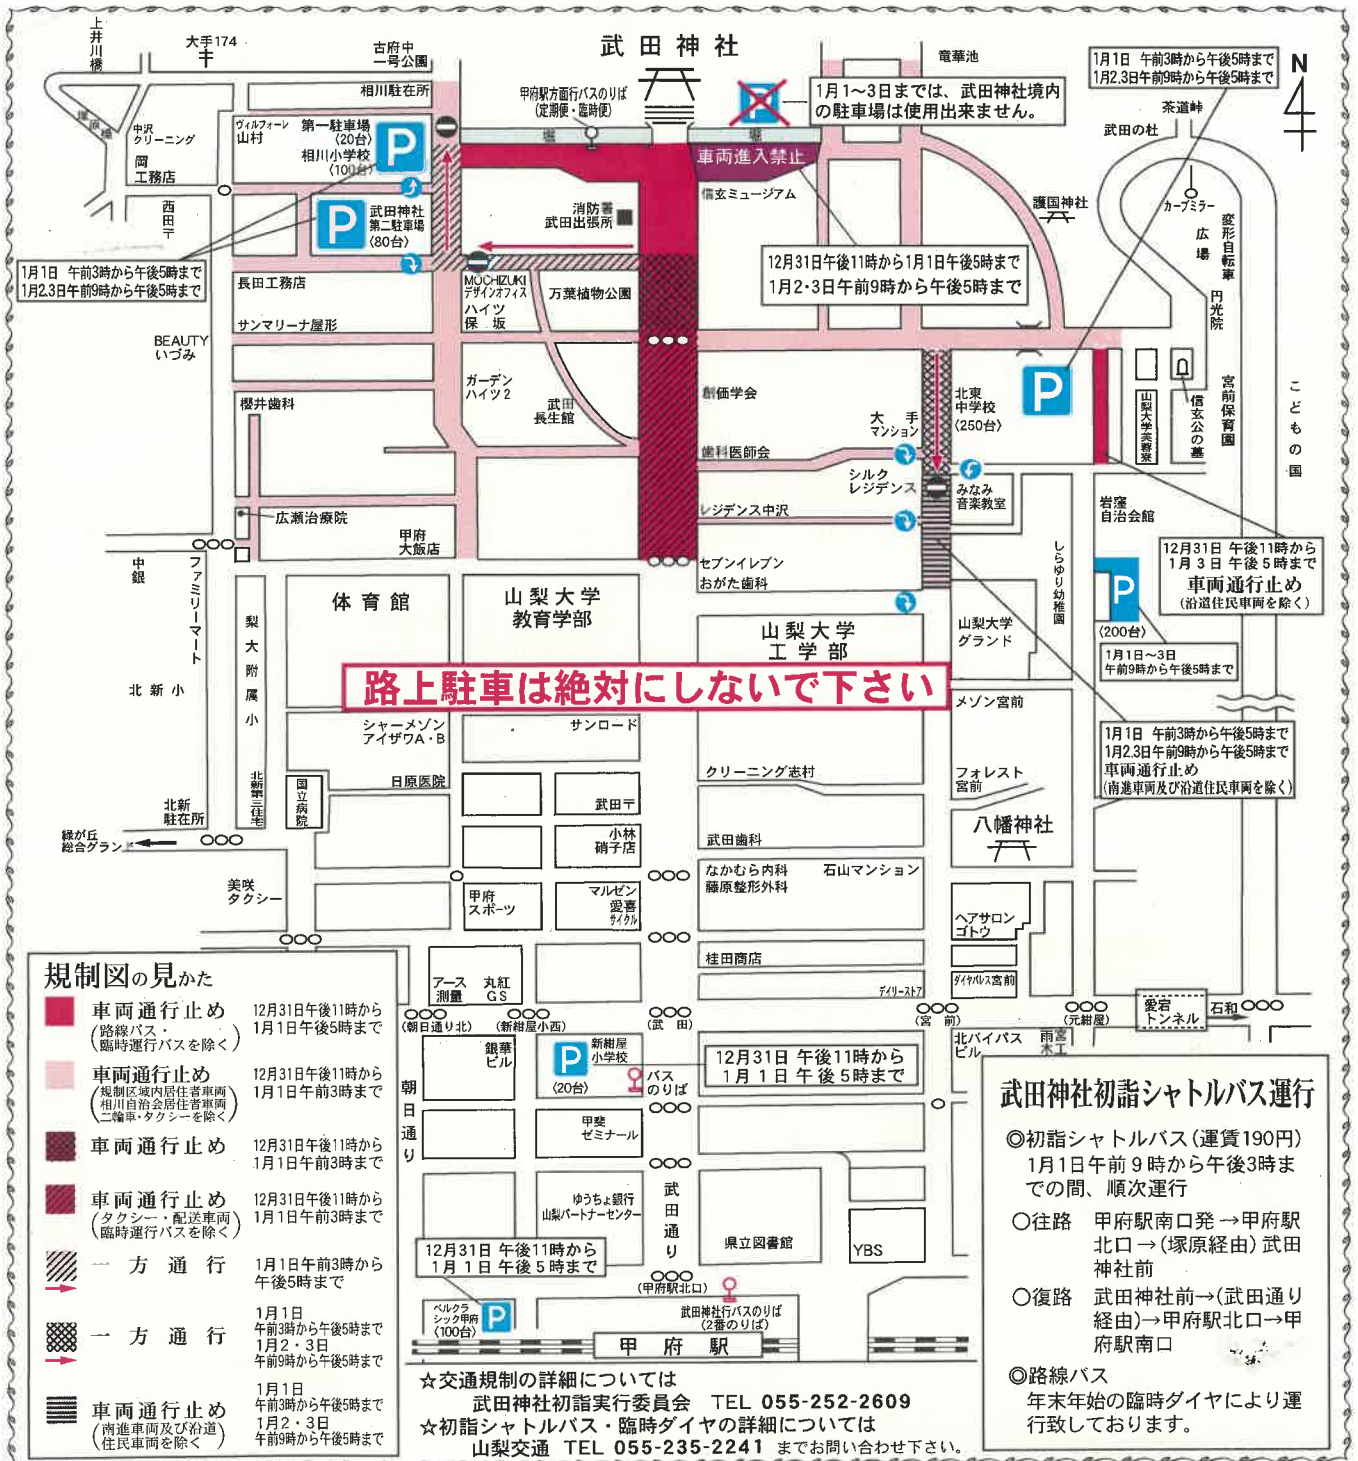 上井川橋
大手174
古府中
一号公園
武田神社
竜華池
1月1日 午前3時から午後5時まで
1月2.3日午前9時から午後5時まで
N
相川駐在所
甲府駅方面行バスのりば
(定期便・臨時便)
1月1～3日までは、武田神社境内
の駐車場は使用出来ません。
茶道峠
武田の杜
塚原橋
中沢
クリーニング
ヴィルフォーレ
山村
第一駐車場
〈20台〉
相川小学校
〈100台〉
P
堀
堀
車両進入禁止
岡
工務店
西田〒
P
武田神社
第二駐車場
〈80台〉
消防署
武田出張所
信玄ミュージアム
護国神社
カーブミラー
広場
変形自転車
1月1日 午前3時から午後5時まで
1月2.3日午前9時から午後5時まで
12月31日午後11時から1月1日午後5時まで
1月2・3日午前9時から午後5時まで
長田工務店
MOCHIZUKI
デザインオフィス
ハイツ
保坂
万葉植物公園
円光院
サンマリーナ屋形
BEAUTY
いづみ
ガーデン
ハイツ2
武田
長生館
創価学会
大手
マンション
北東
中学校
〈250台〉
P
山梨大学芙蓉寮
信玄公の墓
宮前保育園
こどもの国
櫻井歯科
歯科医師会
シルク
レジデンス
みなみ
音楽教室
岩窪
自治会館
広瀬治療院
レジデンス中沢
甲府
大飯店
中銀
ファミリーマート
セブンイレブン
おがた歯科
しらゆり幼稚園
12月31日 午後11時から
1月3日 午後5時まで
車両通行止め
(沿道住民車両を除く)
梨大附属小
体育館
山梨大学
教育学部
山梨大学
工学部
山梨大学
グランド
P
〈200台〉
1月1日～3日
午前9時から午後5時まで
北新小
路上駐車は絶対にしないで下さい
メゾン宮前
シャーメゾン
アイザワA・B
サンロード
1月1日 午前3時から午後5時まで
1月2.3日午前9時から午後5時まで
車両通行止め
(南進車両及び沿道住民車両を除く)
北新第三住宅
国立病院
日原医院
クリーニング志村
フォレスト
宮前
北新
駐在所
武田〒
八幡神社
緑が丘
総合グランド
小林
硝子店
武田歯科
美咲
タクシー
甲府
スポーツ
マルゼン
愛喜
サイクル
なかむら内科
藤原整形外科
石山マンション
ヘアサロン
ゴトウ
桂田商店
アース
測量
丸紅
GS
デイリーストア
ダイヤパレス宮前
(朝日通り北)
(新紺屋小西)
(武田)
(宮前)
(元紺屋)
愛宕
トンネル
石和
北バイパス
ビル
雨宮
木工
銀華
ビル
P
〈20台〉
新紺屋
小学校
バス
のりば
12月31日 午後11時から
1月1日 午後5時まで
朝日通り
甲斐
ゼミナール
ゆうちょ銀行
山梨パートナーセンター
武田通り
県立図書館
YBS
12月31日 午後11時から
1月1日 午後5時まで
(甲府駅北口)
ベルクラ
シック甲府
〈100台〉
P
武田神社行バスのりば
(2番のりば)
甲府駅
規制図の見かた
車両通行止め
(路線バス・
臨時運行バスを除く)
12月31日午後11時から
1月1日午後5時まで
車両通行止め
(規制区域内居住者車両
相川自治会居住者車両
二輪車・タクシーを除く)
12月31日午後11時から
1月1日午前3時まで
車両通行止め
12月31日午後11時から
1月1日午前3時まで
車両通行止め
(タクシー・配送車両
臨時運行バスを除く)
12月31日午後11時から
1月1日午前3時まで
一方通行
1月1日午前3時から
午後5時まで
一方通行
1月1日
午前3時から午後5時まで
1月2・3日
午前9時から午後5時まで
車両通行止め
(南進車両及び沿道
住民車両を除く)
1月1日
午前3時から午後5時まで
1月2・3日
午前9時から午後5時まで
武田神社初詣シャトルバス運行
◎初詣シャトルバス(運賃190円)
1月1日午前9時から午後3時ま
での間、順次運行
○往路 甲府駅南口発→甲府駅
北口→(塚原経由)武田
神社前
○復路 武田神社前→(武田通り
経由)→甲府駅北口→甲
府駅南口
◎路線バス
年末年始の臨時ダイヤにより運
行致しております。
☆交通規制の詳細については
武田神社初詣実行委員会 TEL 055-252-2609
☆初詣シャトルバス・臨時ダイヤの詳細については
山梨交通 TEL 055-235-2241 までお問い合わせ下さい。